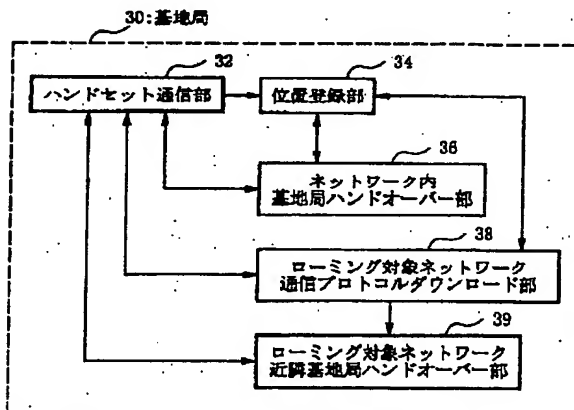 30:基地局
32
34
ハンドセット通信部
位置登録部
36
ネットワーク内
基地局ハンドオーバー部
38
ローミング対象ネットワーク
通信プロトコルダウンロード部
39
ローミング対象ネットワーク
近隣基地局ハンドオーバー部